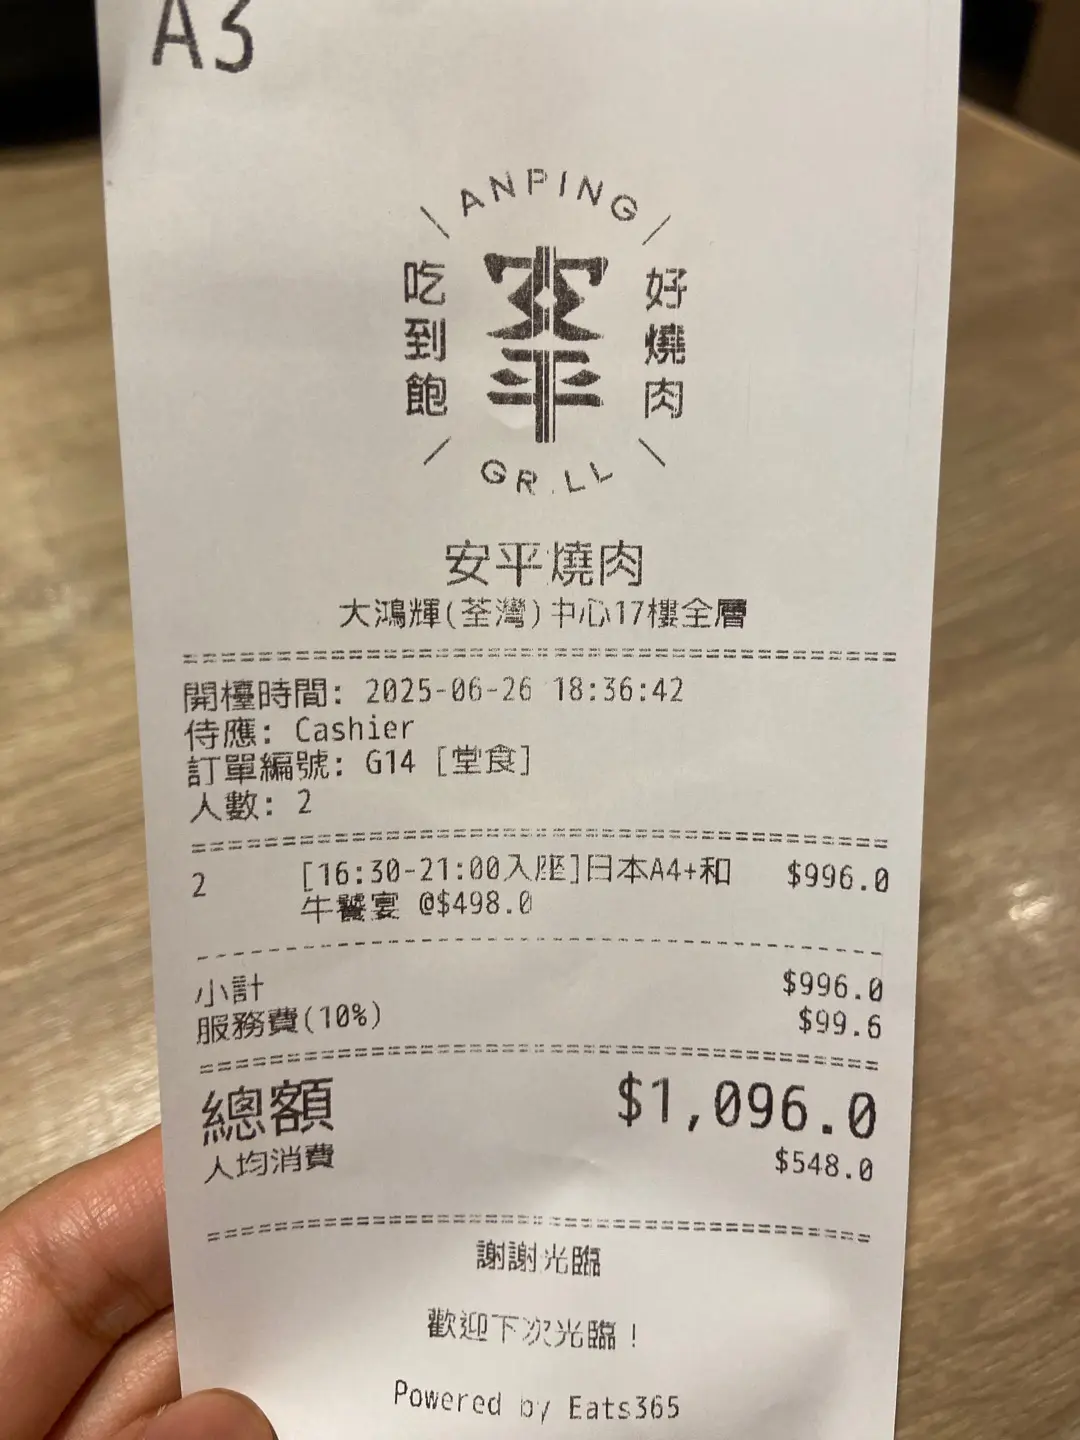 A3
ANPING
吃到飽
安平
好燒肉
GRILL
安平燒肉
大鴻輝(荃灣)中心17樓全層
開檯時間: 2025-06-26 18:36:42
侍應: Cashier
訂單編號: G14 [堂食]
人數: 2
2 [16:30-21:00入座]日本A4+和 $996.0
牛饗宴 @$498.0
小計 $996.0
服務費(10%) $99.6
總額 $1,096.0
人均消費 $548.0
謝謝光臨
歡迎下次光臨！
Powered by Eats365